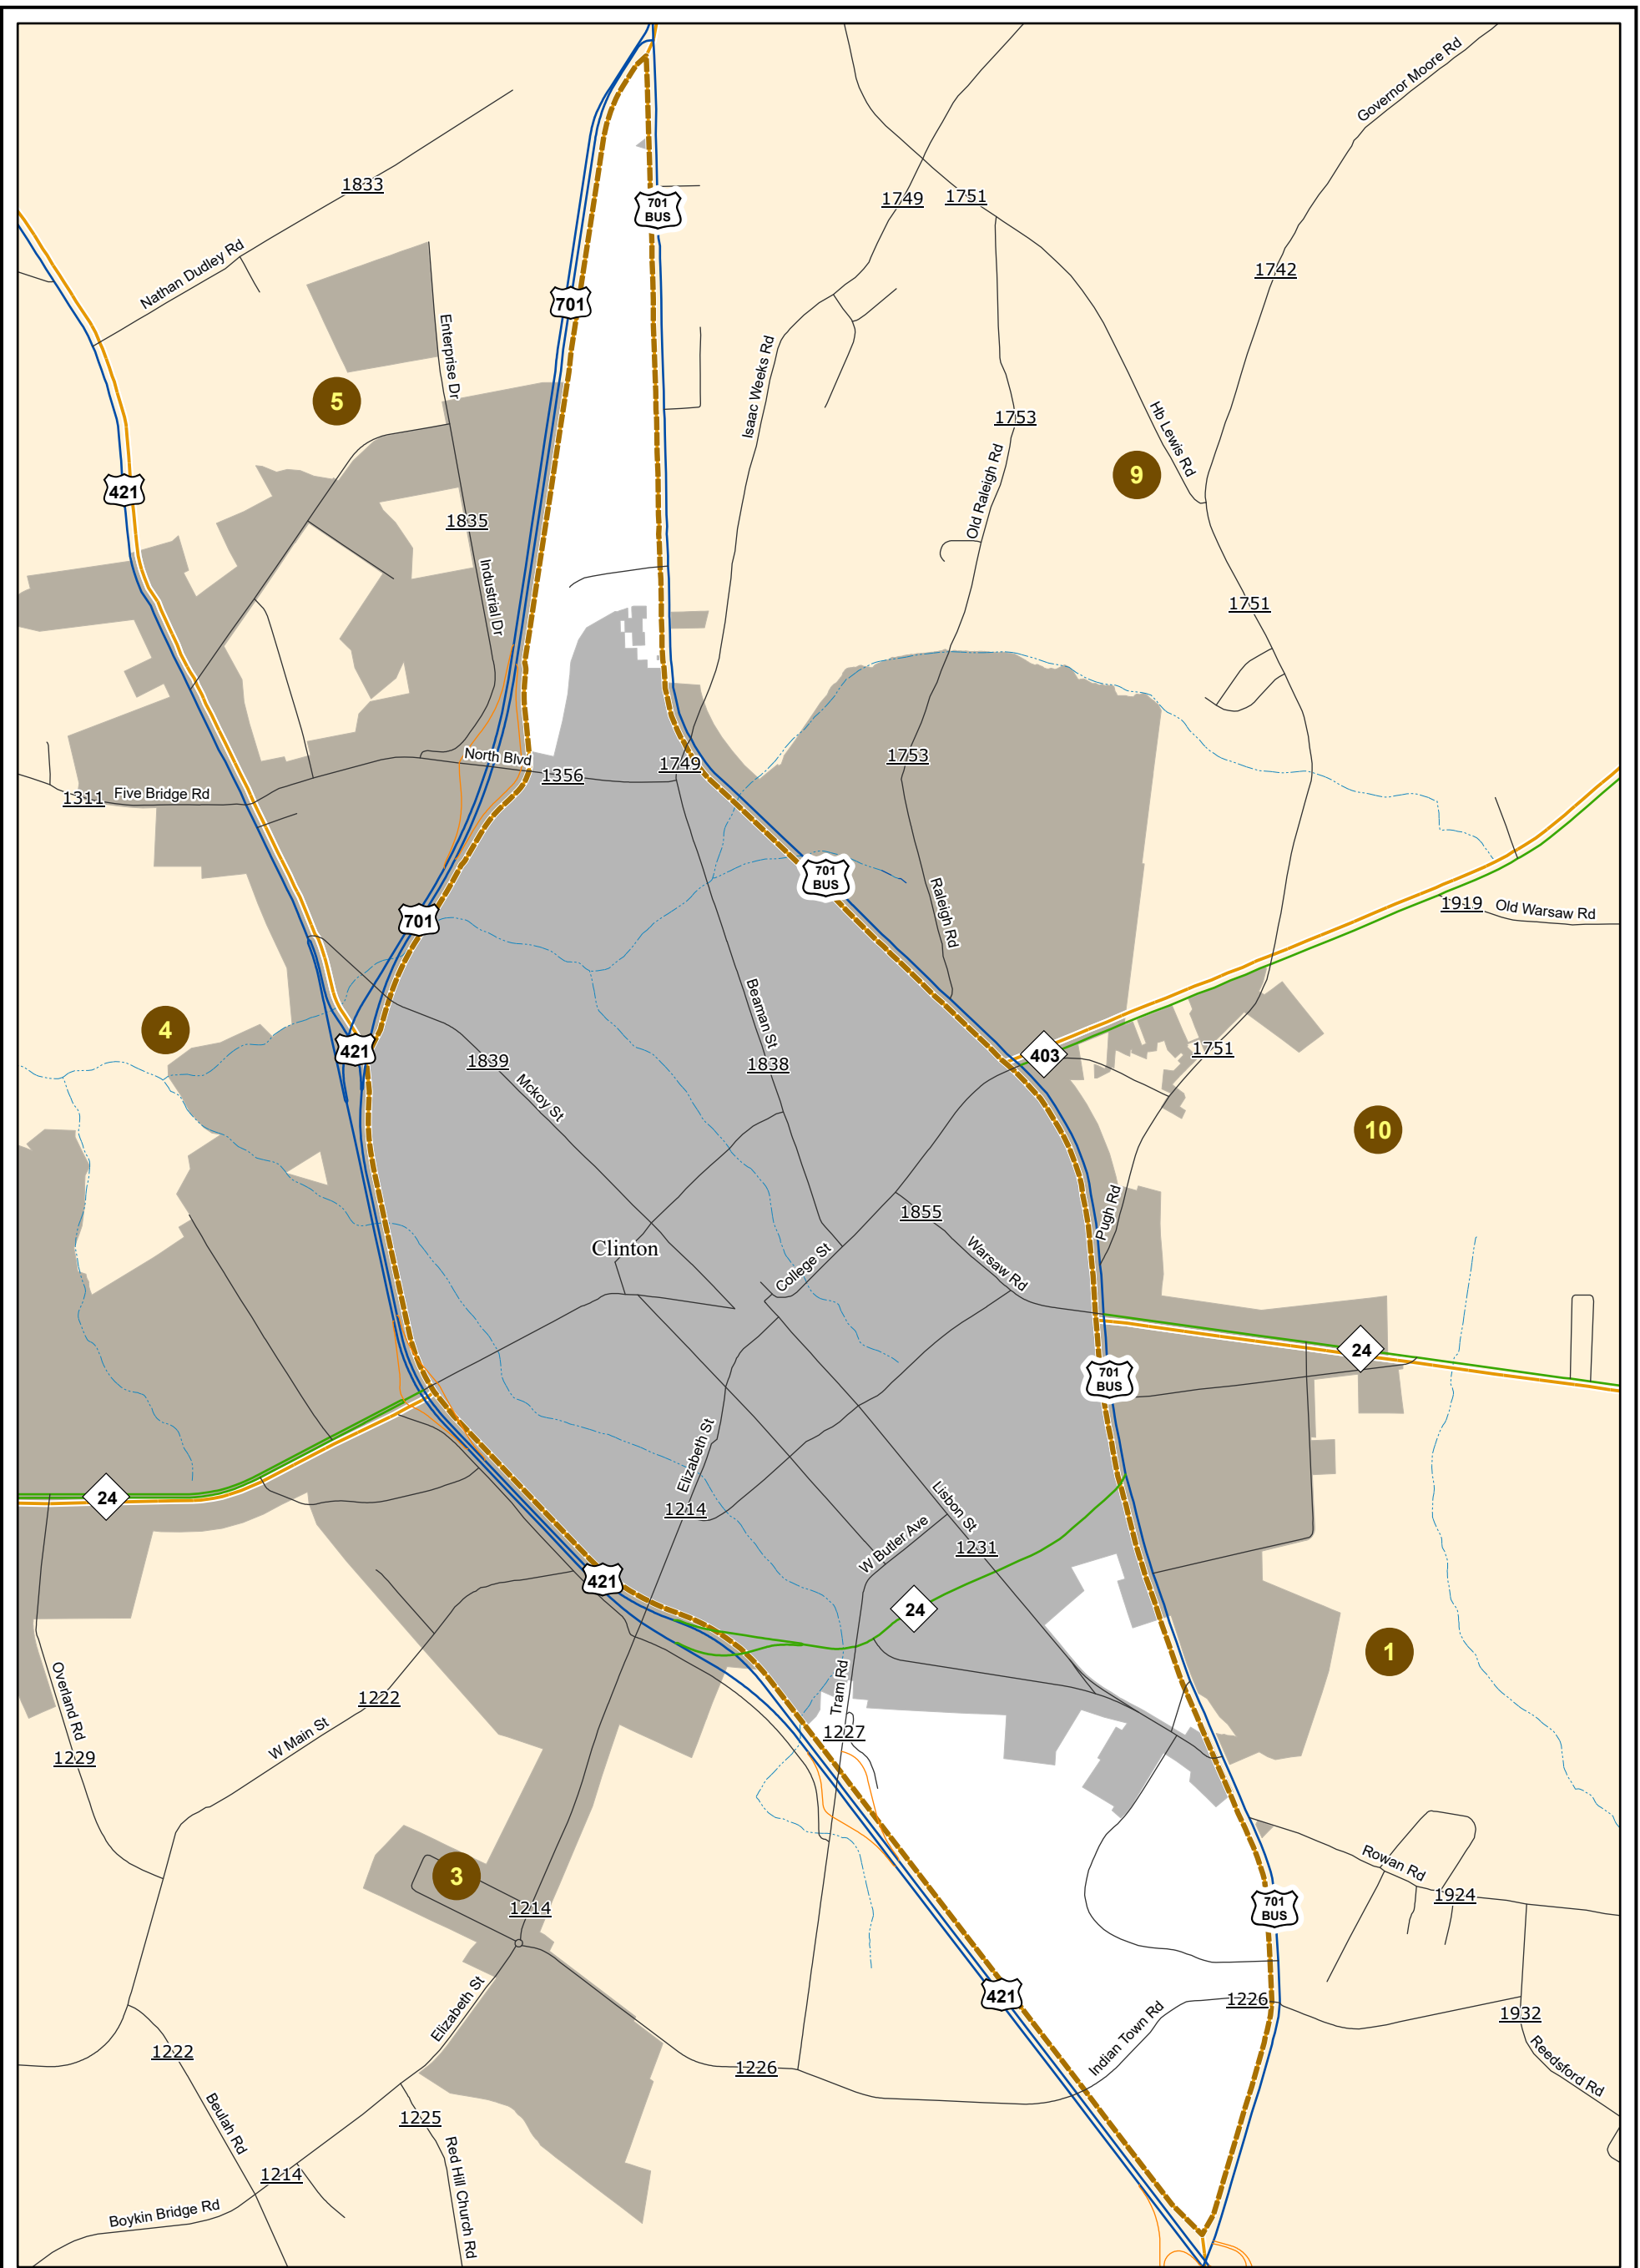 Governor Moore Rd
1833
1749
1751
701
BUS
Nathan Dudley Rd
1742
701
Enterprise Dr
Isaac Weeks Rd
5
1753
Hb Lewis Rd
9
421
Old Raleigh Rd
1835
Industrial Dr
1751
North Blvd
1356
1749
1753
1311
Five Bridge Rd
701
BUS
Raleigh Rd
1919
Old Warsaw Rd
701
Beaman St
4
421
403
1751
1839
1838
Mckoy St
10
1855
Pugh Rd
Clinton
College St
Warsaw Rd
24
701
BUS
Elizabeth St
24
1214
Lisbon St
W Butler Ave
1231
421
24
1
Overland Rd
1222
Tram Rd
W Main St
1227
1229
Rowan Rd
3
1924
1214
701
BUS
421
Elizabeth St
1226
1932
Indian Town Rd
1222
1226
Reedsford Rd
Beulah Rd
1225
Red Hill Church Rd
1214
Boykin Bridge Rd